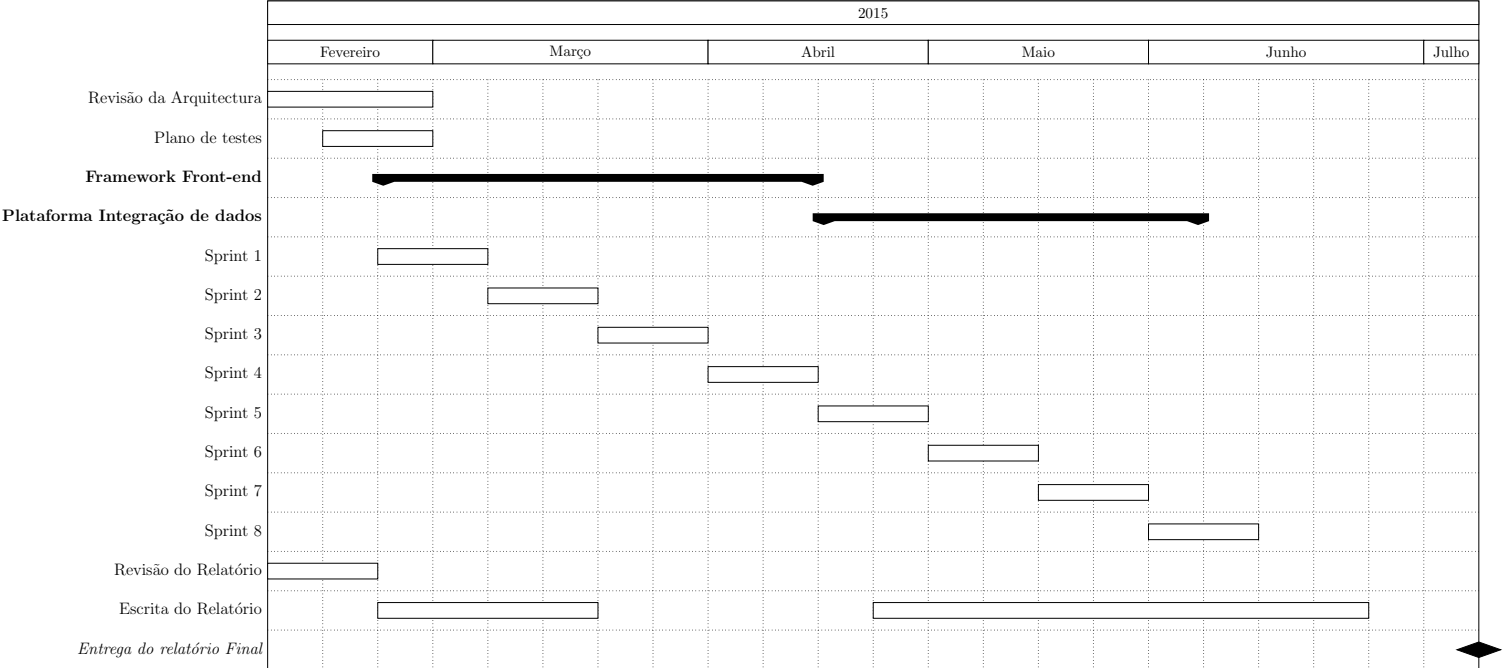 2015
Fevereiro Março Abril Maio Junho Julho
Revisão da Arquitectura
Plano de testes
Framework Front-end
Plataforma Integração de dados
Sprint 1
Sprint 2
Sprint 3
Sprint 4
Sprint 5
Sprint 6
Sprint 7
Sprint 8
Revisão do Relatório
Escrita do Relatório
Entrega do relatório Final